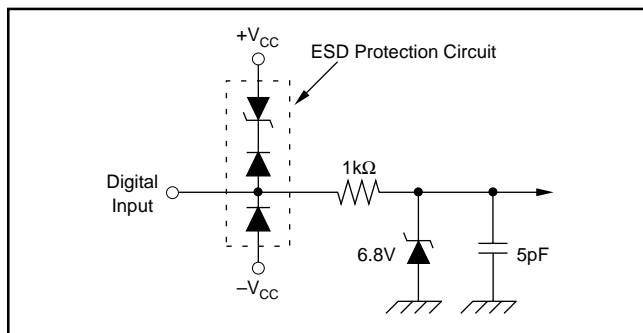 +VCC
ESD Protection Circuit
1kΩ
Digital
Input
6.8V
5pF
–VCC